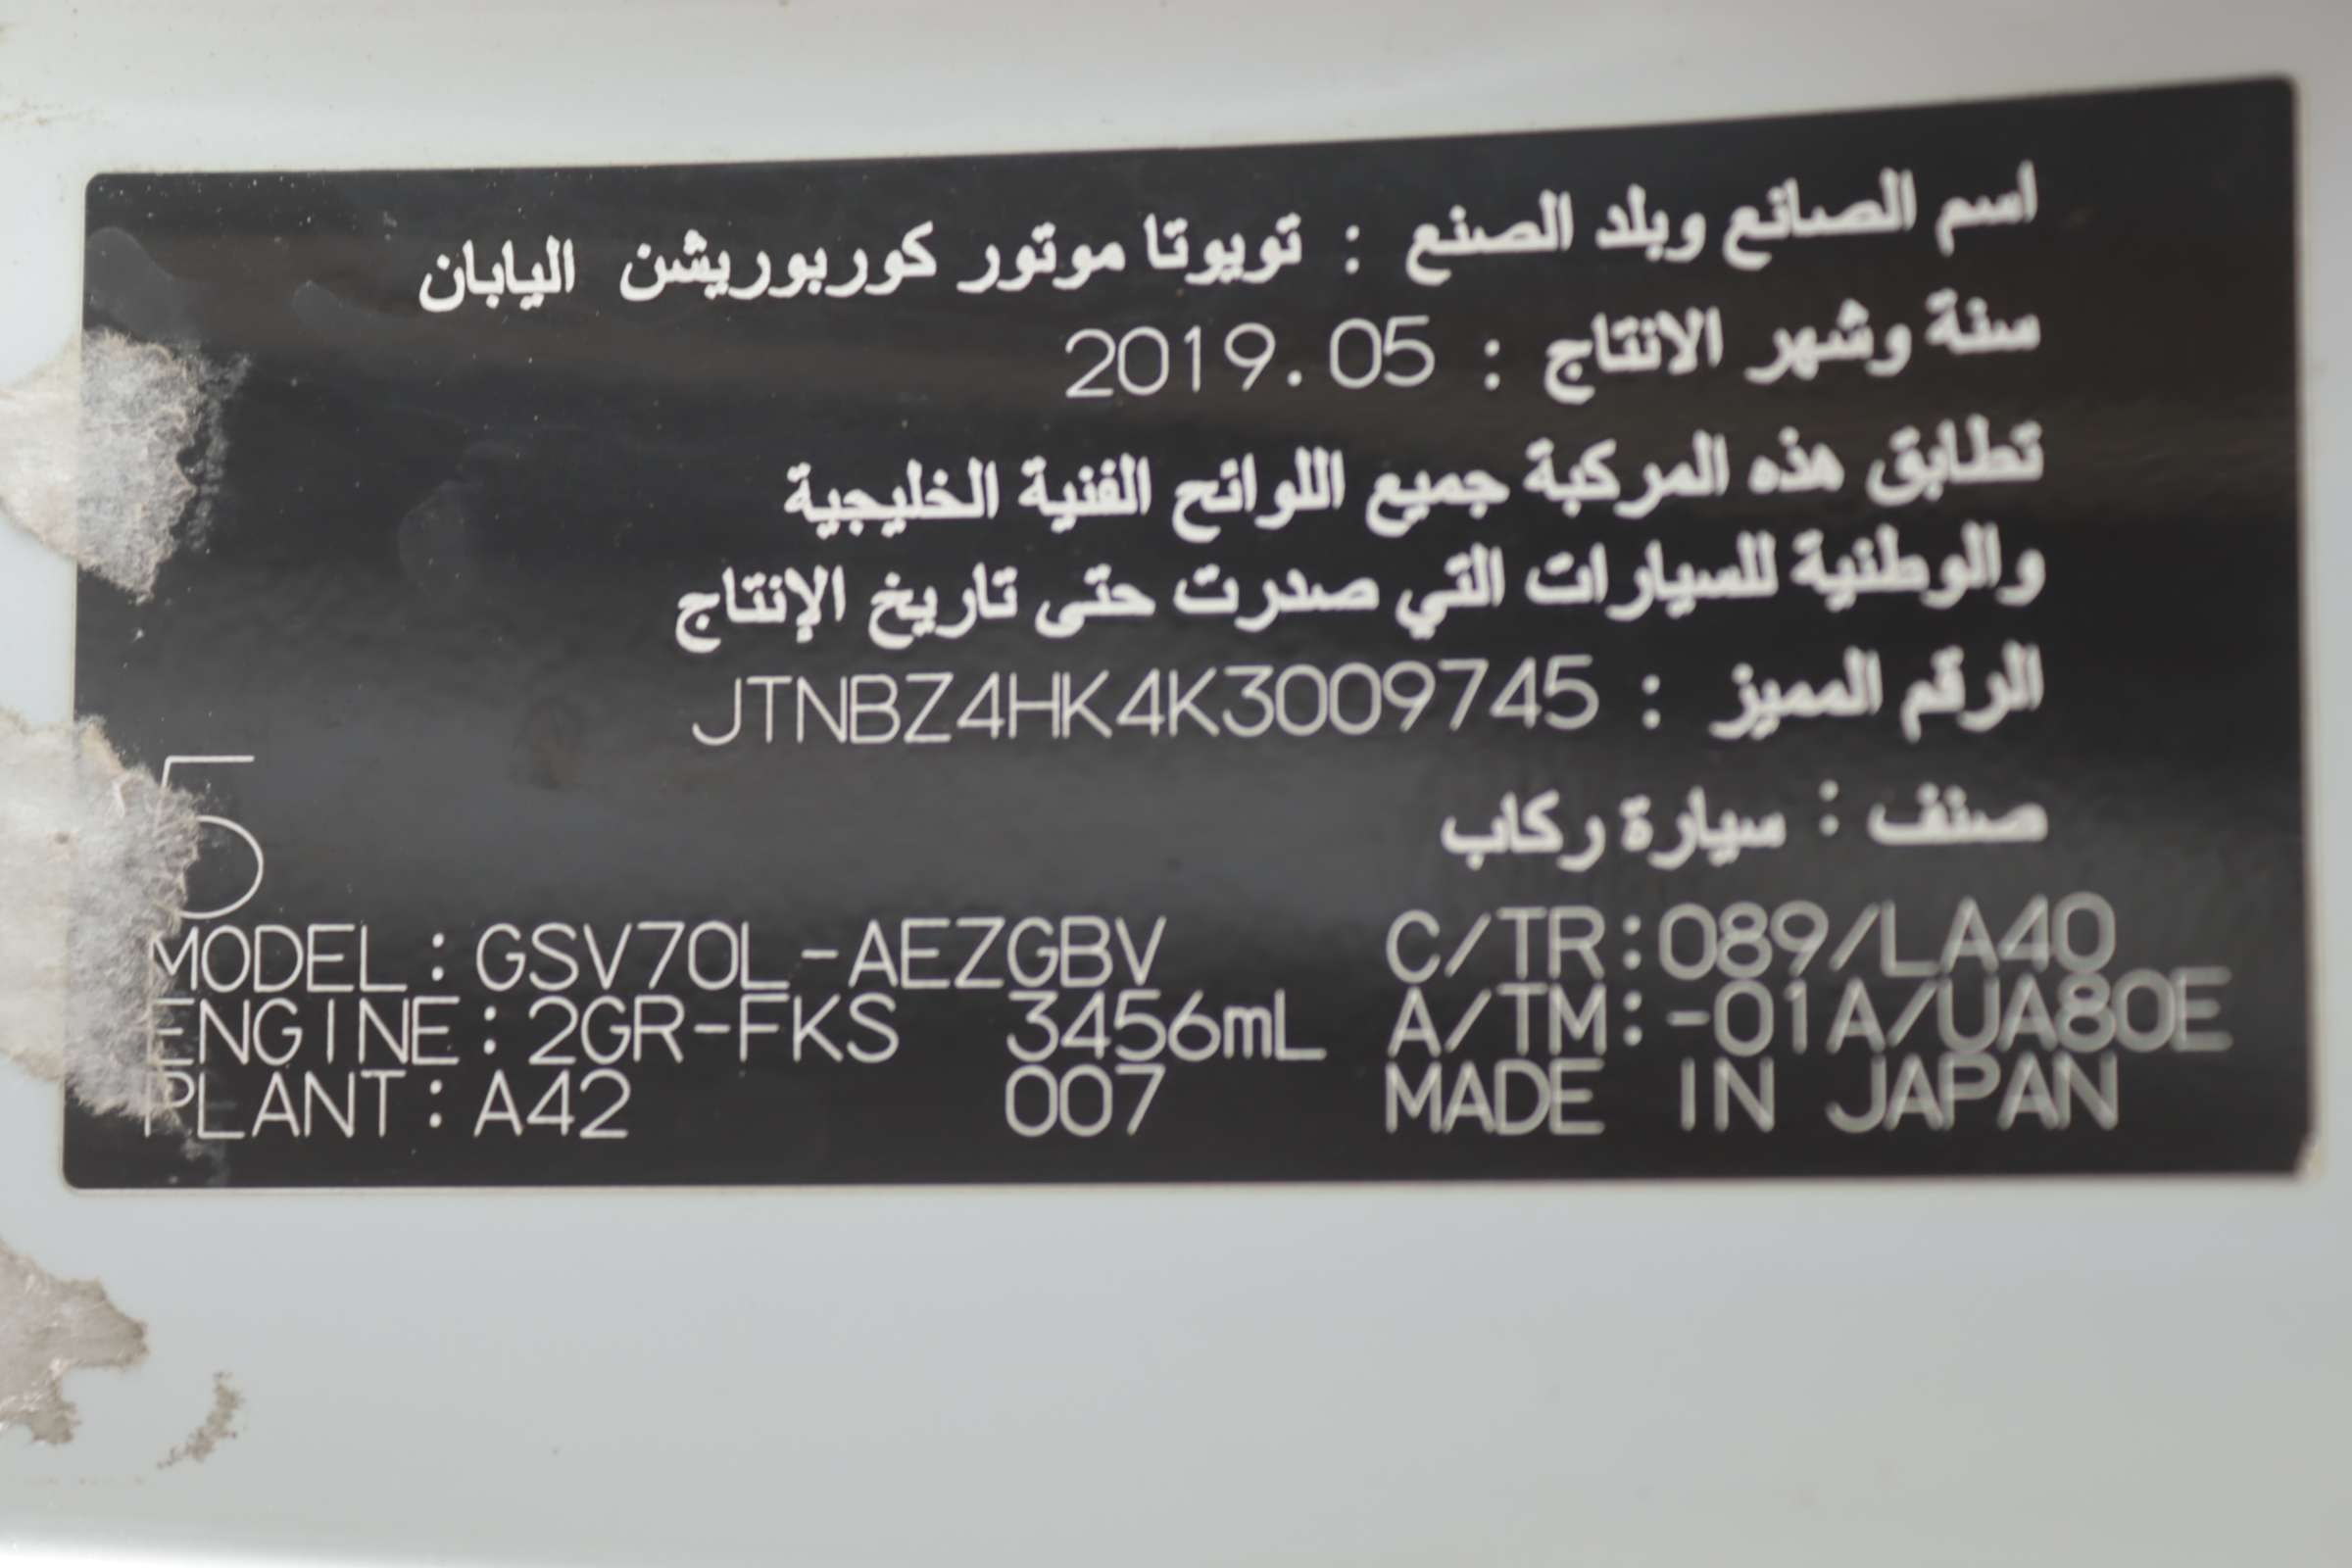 اسم الصانع وبلد الصنع : تويوتا موتور كوربوريشن اليابان
سنة وشهر الانتاج : 2019.05
تطابق هذه المركبة جميع اللوائح الفنية الخليجية
والوطنية للسيارات التي صدرت حتى تاريخ الإنتاج
الرقم المميز : JTNBZ4HK4K3009745
صنف : سيارة ركاب
5
MODEL: GSV70L-AEZGBV C/TR:089/LA40
ENGINE: 2GR-FKS 3456mL A/TM:-01A/UA80E
PLANT: A42 007 MADE IN JAPAN